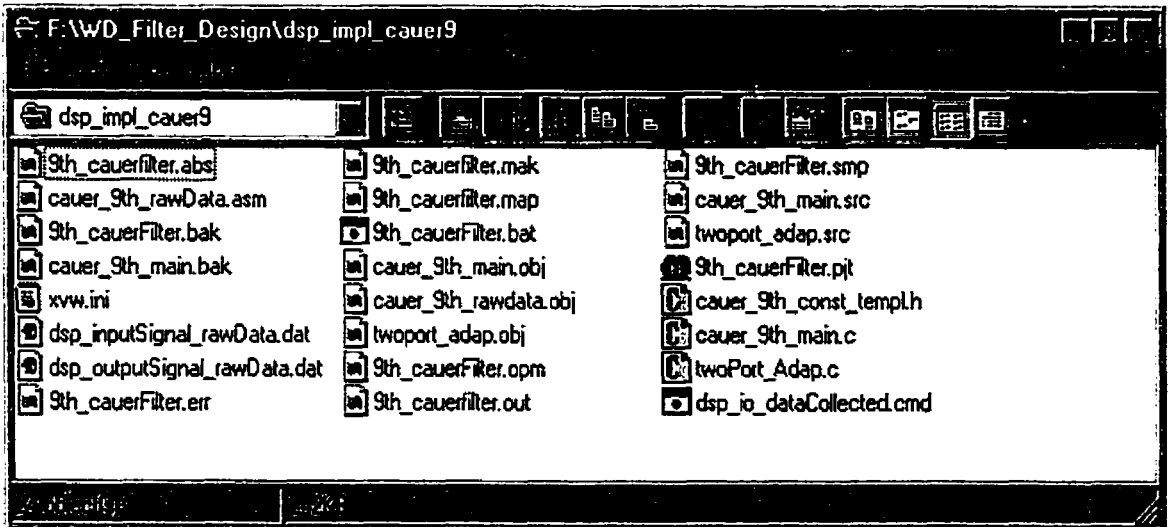 F:\WD_Filter_Design\dsp_impl_cauer9
dsp_impl_cauer9
9th_cauerfilter.abs
cauer_9th_rawData.asm
9th_cauerFilter.bak
cauer_9th_main.bak
xvw.ini
dsp_inputSignal_rawData.dat
dsp_outputSignal_rawData.dat
9th_cauerFilter.err
9th_cauerfilter.mak
9th_cauerfilter.map
9th_cauerFilter.bat
cauer_9th_main.obj
cauer_9th_rawdata.obj
twoport_adap.obj
9th_cauerFilter.opm
9th_cauerfilter.out
9th_cauerFilter.smp
cauer_9th_main.src
twoport_adap.src
9th_cauerFilter.pjt
cauer_9th_const_templ.h
cauer_9th_main.c
twoPort_Adap.c
dsp_io_dataCollected.cmd